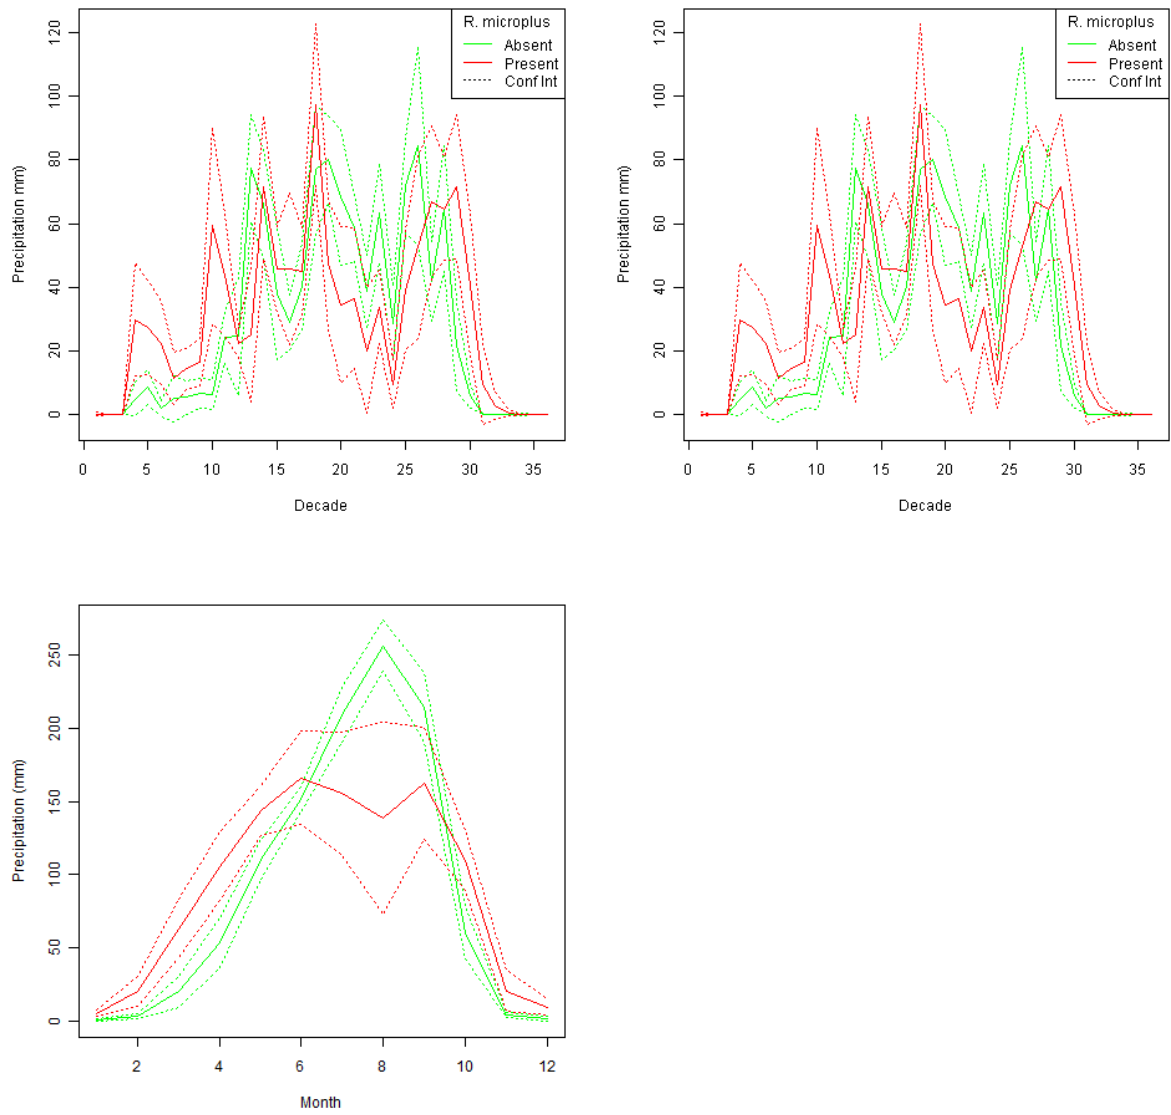 R. microplus
Absent
Present
Conf Int
Precipitation mm)
0 20 40 60 80 100 120
0 5 10 15 20 25 30 35
Decade
R. microplus
Absent
Present
Conf Int
Precipitation mm)
0 20 40 60 80 100 120
0 5 10 15 20 25 30 35
Decade
Precipitation (mm)
0 50 100 150 200 250
2 4 6 8 10 12
Month